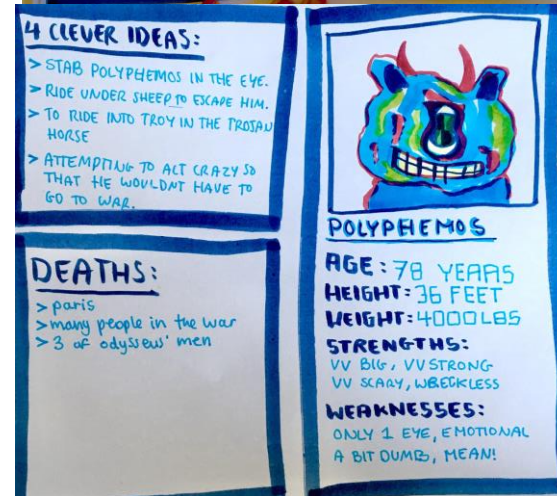 4 CLEVER IDEAS:
> STAB POLYPHEMOS IN THE EYE.
> RIDE UNDER SHEEP TO ESCAPE HIM.
> TO RIDE INTO TROY IN THE TROJAN
HORSE
> ATTEMPTING TO ACT CRAZY SO
THAT HE WOULDNT HAVE TO
GO TO WAR.
DEATHS:
> paris
> many people in the war
> 3 of odysseus' men
POLYPHEMOS
AGE: 78 YEARS
HEIGHT: 36 FEET
WEIGHT: 4000LBS
STRENGTHS:
VV BIG, VV STRONG
VV SCARY, WRECKLESS
WEAKNESSES:
ONLY 1 EYE, EMOTIONAL
A BIT DUMB, MEAN!